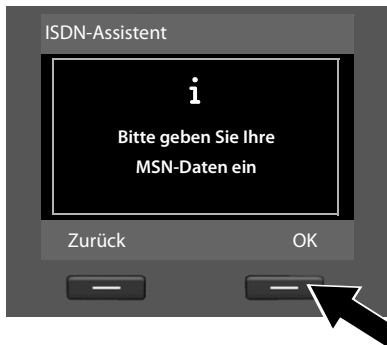 ISDN-Assistent
i
Bitte geben Sie Ihre
MSN-Daten ein
Zurück OK